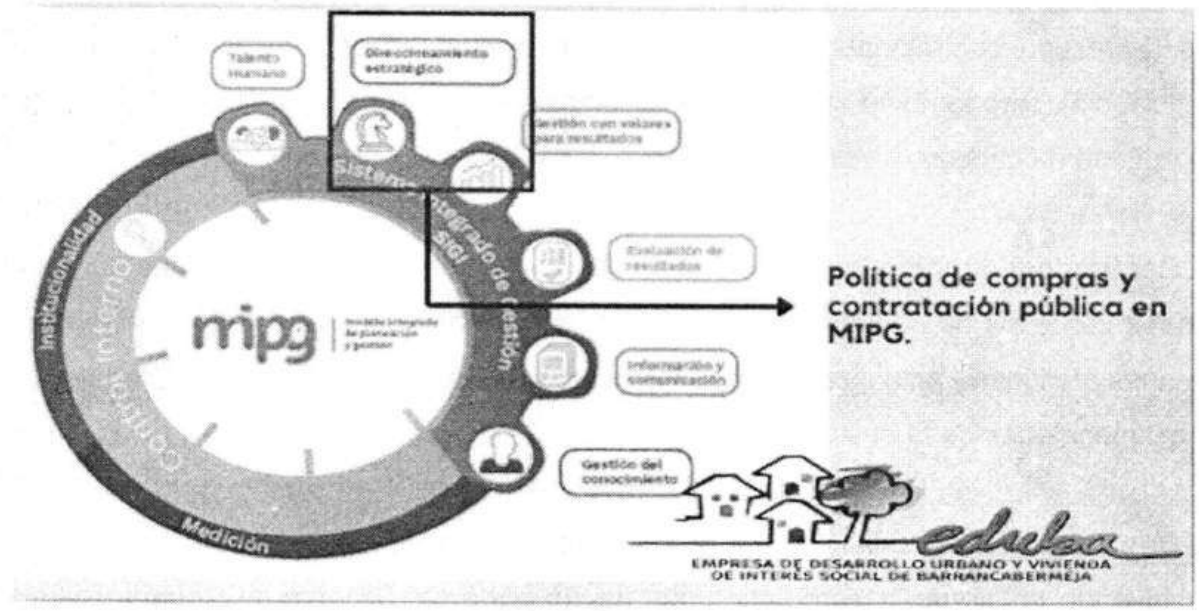 Talento
Humano
Direccionamiento
estratégico
Gestión con valores
para resultados
Evaluación de
resultados
Información y
comunicación
Gestión del
conocimiento
Institucionalidad
Medición
Control Interno
Sistema Integrado de Gestión
SIGI
mipg
modelo integrado
de planeación
y gestión
Política de compras y
contratación pública en
MIPG.
eduba
EMPRESA DE DESARROLLO URBANO Y VIVIENDA
DE INTERÉS SOCIAL DE BARRANCABERMEJA